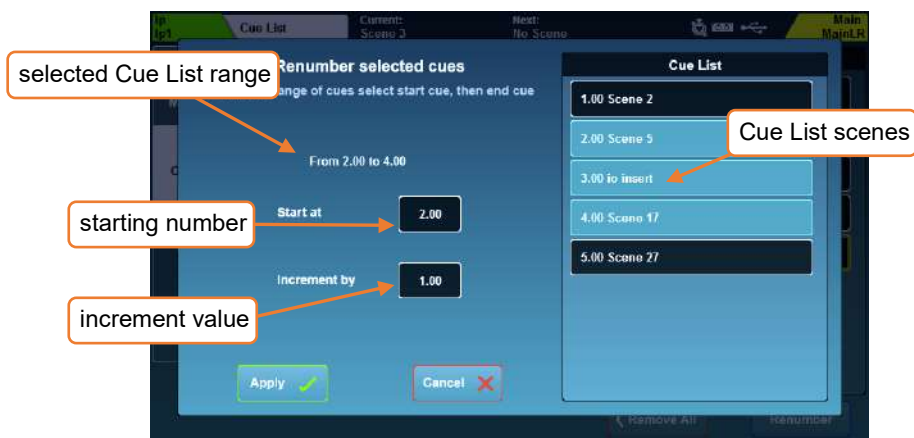 Ip
Ip1
Cue List
Current:
Scene 3
Next:
No Scene
Main
MainLR
selected Cue List range
Renumber selected cues
range of cues select start cue, then end cue
From 2.00 to 4.00
starting number
Start at
2.00
increment value
Increment by
1.00
Apply
Cancel
Cue List
1.00 Scene 2
2.00 Scene 5
Cue List scenes
3.00 io insert
4.00 Scene 17
5.00 Scene 27
Remove All
Renumber